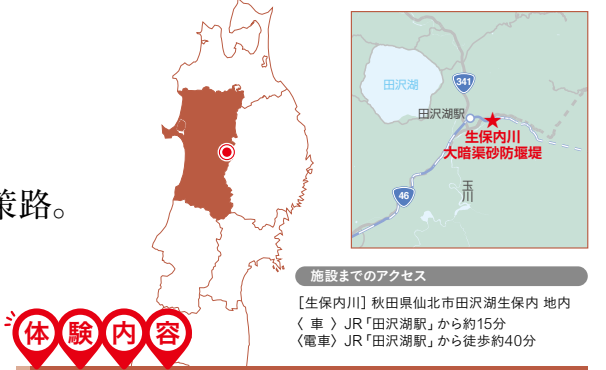 341
田沢湖
田沢湖駅
生保内川
大暗渠砂防堰堤
玉川
46
策路。
施設までのアクセス
［生保内川］秋田県仙北市田沢湖生保内 地内
〈 車 〉JR「田沢湖駅」から約15分
〈電車〉JR「田沢湖駅」から徒歩約40分
体験内容